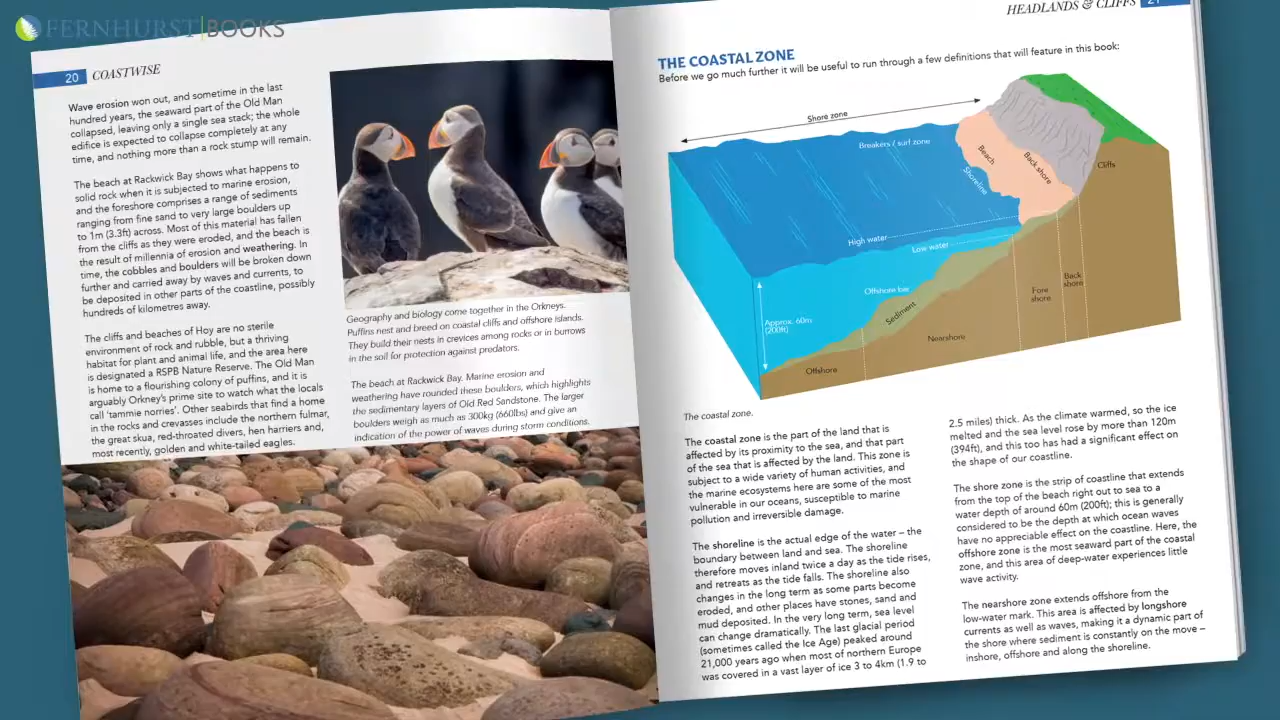 FERNHURST BOOKS
20 COASTWISE
Wave erosion won out, and sometime in the last
hundred years, the seaward part of the Old Man
collapsed, leaving only a single sea stack; the whole
edifice is expected to collapse completely at any
time, and nothing more than a rock stump will remain.
The beach at Rackwick Bay shows what happens to
solid rock when it is subjected to marine erosion,
and the foreshore comprises a range of sediments
ranging from fine sand to very large boulders up
to 1m (3.3ft) across. Most of this material has fallen
from the cliffs as they were eroded, and the beach is
the result of millennia of erosion and weathering. In
time, the cobbles and boulders will be broken down
further and carried away by waves and currents, to
be deposited in other parts of the coastline, possibly
hundreds of kilometres away.
The cliffs and beaches of Hoy are no sterile
environment of rock and rubble, but a thriving
habitat for plant and animal life, and the area here
is designated a RSPB Nature Reserve. The Old Man
is home to a flourishing colony of puffins, and it is
arguably Orkney's prime site to watch what the locals
call 'tammie norries'. Other seabirds that find a home
in the rocks and crevasses include the northern fulmar,
the great skua, red-throated divers, hen harriers and,
most recently, golden and white-tailed eagles.
Geography and biology come together in the Orkneys.
Puffins nest and breed on coastal cliffs and offshore islands.
They build their nests in crevices among rocks or in burrows
in the soil for protection against predators.
The beach at Rackwick Bay. Marine erosion and
weathering have rounded these boulders, which highlights
the sedimentary layers of Old Red Sandstone. The larger
boulders weigh as much as 300kg (660lbs) and give an
indication of the power of waves during storm conditions.
HEADLANDS & CLIFFS 21
THE COASTAL ZONE
Before we go much further it will be useful to run through a few definitions that will feature in this book:
Shore zone
Breakers / surf zone
Beach
Back shore
Cliffs
Shoreline
High water
Low water
Offshore bar
Sediment
Approx. 60m
(200ft)
Offshore
Nearshore
Fore
shore
Back
shore
The coastal zone.
The coastal zone is the part of the land that is
affected by its proximity to the sea, and that part
of the sea that is affected by the land. This zone is
subject to a wide variety of human activities, and
the marine ecosystems here are some of the most
vulnerable in our oceans, susceptible to marine
pollution and irreversible damage.
The shoreline is the actual edge of the water – the
boundary between land and sea. The shoreline
therefore moves inland twice a day as the tide rises,
and retreats as the tide falls. The shoreline also
changes in the long term as some parts become
eroded, and other places have stones, sand and
mud deposited. In the very long term, sea level
can change dramatically. The last glacial period
(sometimes called the Ice Age) peaked around
21,000 years ago when most of northern Europe
was covered in a vast layer of ice 3 to 4km (1.9 to
2.5 miles) thick. As the climate warmed, so the ice
melted and the sea level rose by more than 120m
(394ft), and this too has had a significant effect on
the shape of our coastline.
The shore zone is the strip of coastline that extends
from the top of the beach right out to sea to a
water depth of around 60m (200ft); this is generally
considered to be the depth at which ocean waves
have no appreciable effect on the coastline. Here, the
offshore zone is the most seaward part of the coastal
zone, and this area of deep-water experiences little
wave activity.
The nearshore zone extends offshore from the
low-water mark. This area is affected by longshore
currents as well as waves, making it a dynamic part of
the shore where sediment is constantly on the move –
inshore, offshore and along the shoreline.